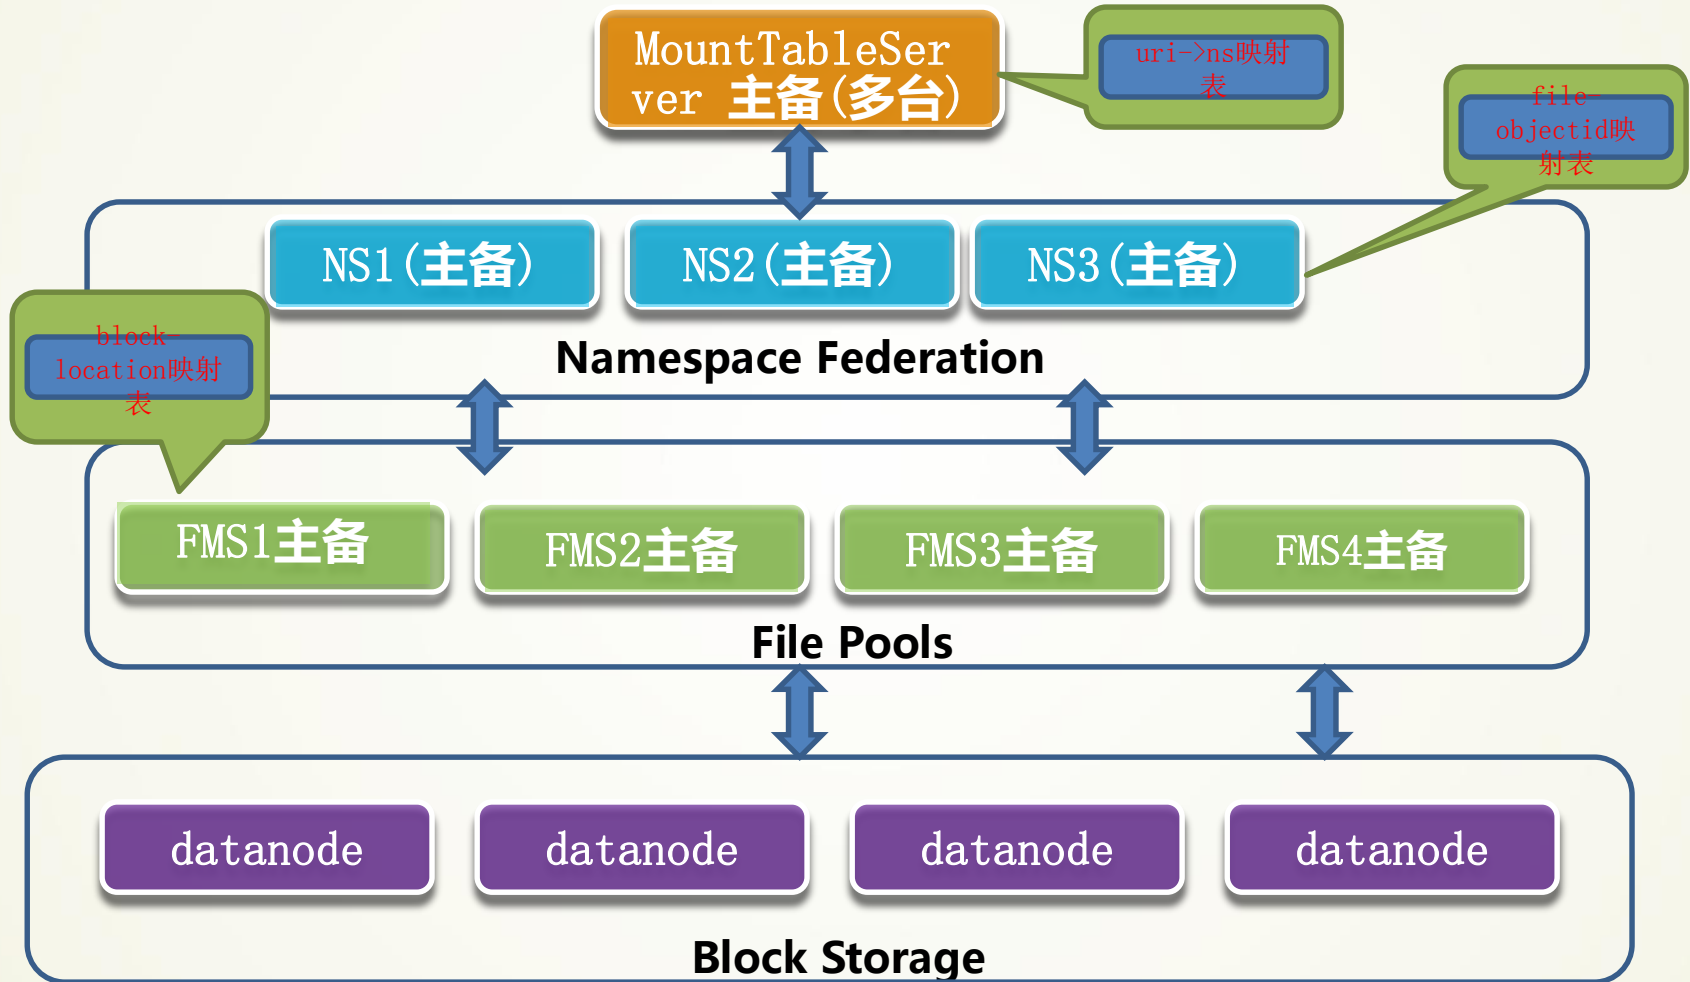 MountTableSer
ver 主备(多台)
uri->ns映射
表
file-
objectid映
射表
NS1(主备)
NS2(主备)
NS3(主备)
Namespace Federation
block
location映射
表
FMS1主备
FMS2主备
FMS3主备
FMS4主备
File Pools
datanode
datanode
datanode
datanode
Block Storage